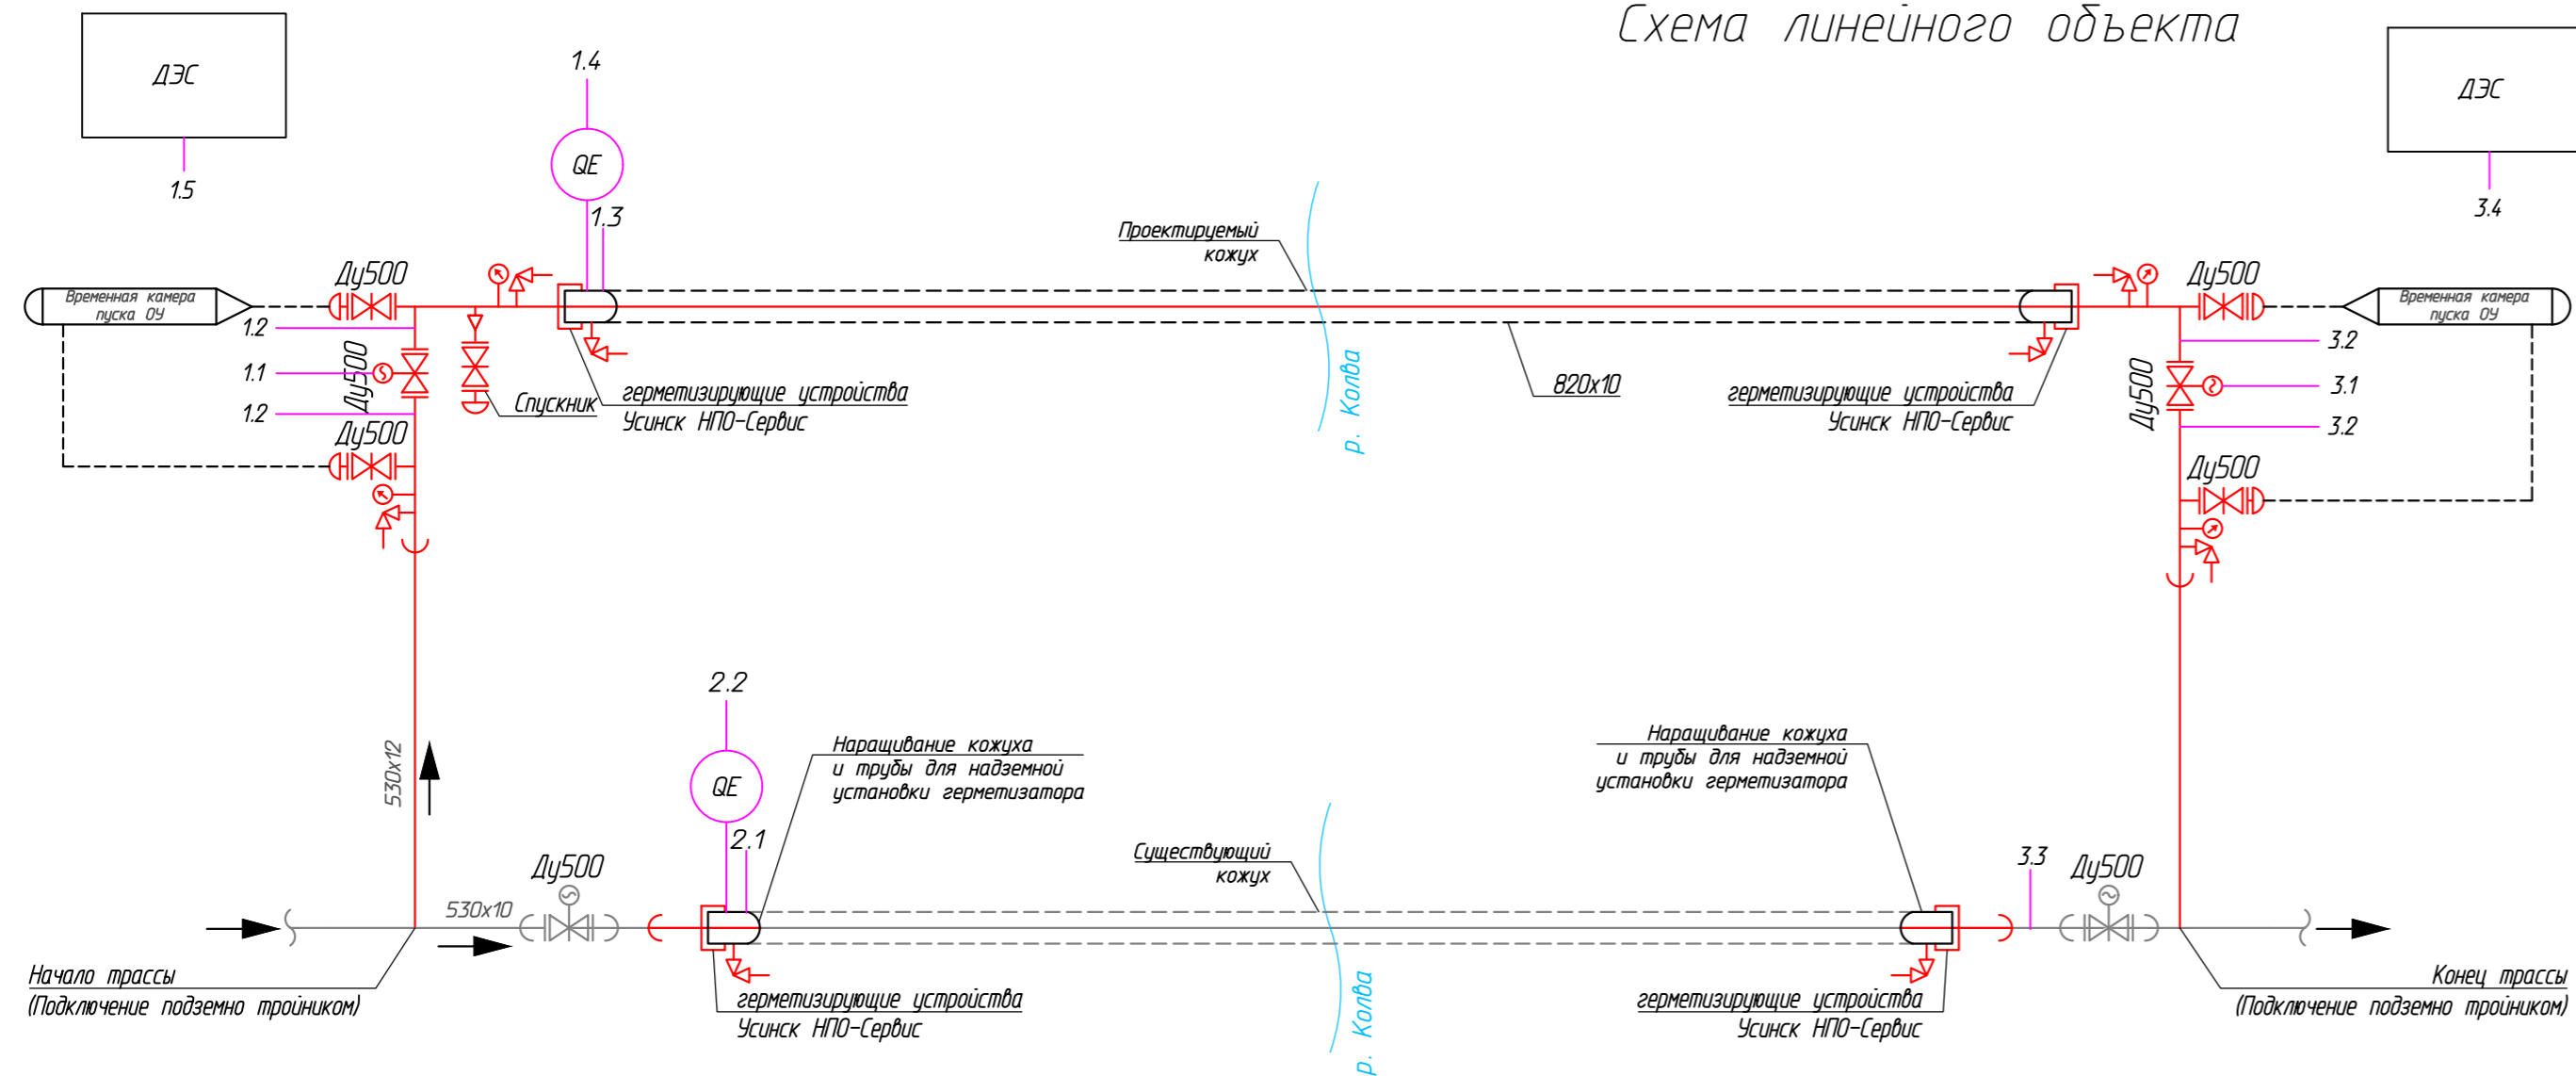 Схема линейного объекта
ДЭС
1.5
1.4
QE
1.3
ДЭС
3.4
Проектируемый
кожух
Временная камера
пуска ОУ
Ду500
1.2
1.1
Ду500
1.2
Ду500
Спускник
герметизирующие устройства
Усинск НПО-Сервис
р. Колва
820х10
герметизирующие устройства
Усинск НПО-Сервис
Ду500
Временная камера
пуска ОУ
3.2
Ду500
3.1
3.2
Ду500
530х12
2.2
QE
2.1
Наращивание кожуха
и трубы для надземной
установки герметизатора
Наращивание кожуха
и трубы для надземной
установки герметизатора
Существующий
кожух
530х10
Ду500
3.3
Ду500
Начало трассы
(Подключение подземно тройником)
герметизирующие устройства
Усинск НПО-Сервис
р. Колва
герметизирующие устройства
Усинск НПО-Сервис
Конец трассы
(Подключение подземно тройником)